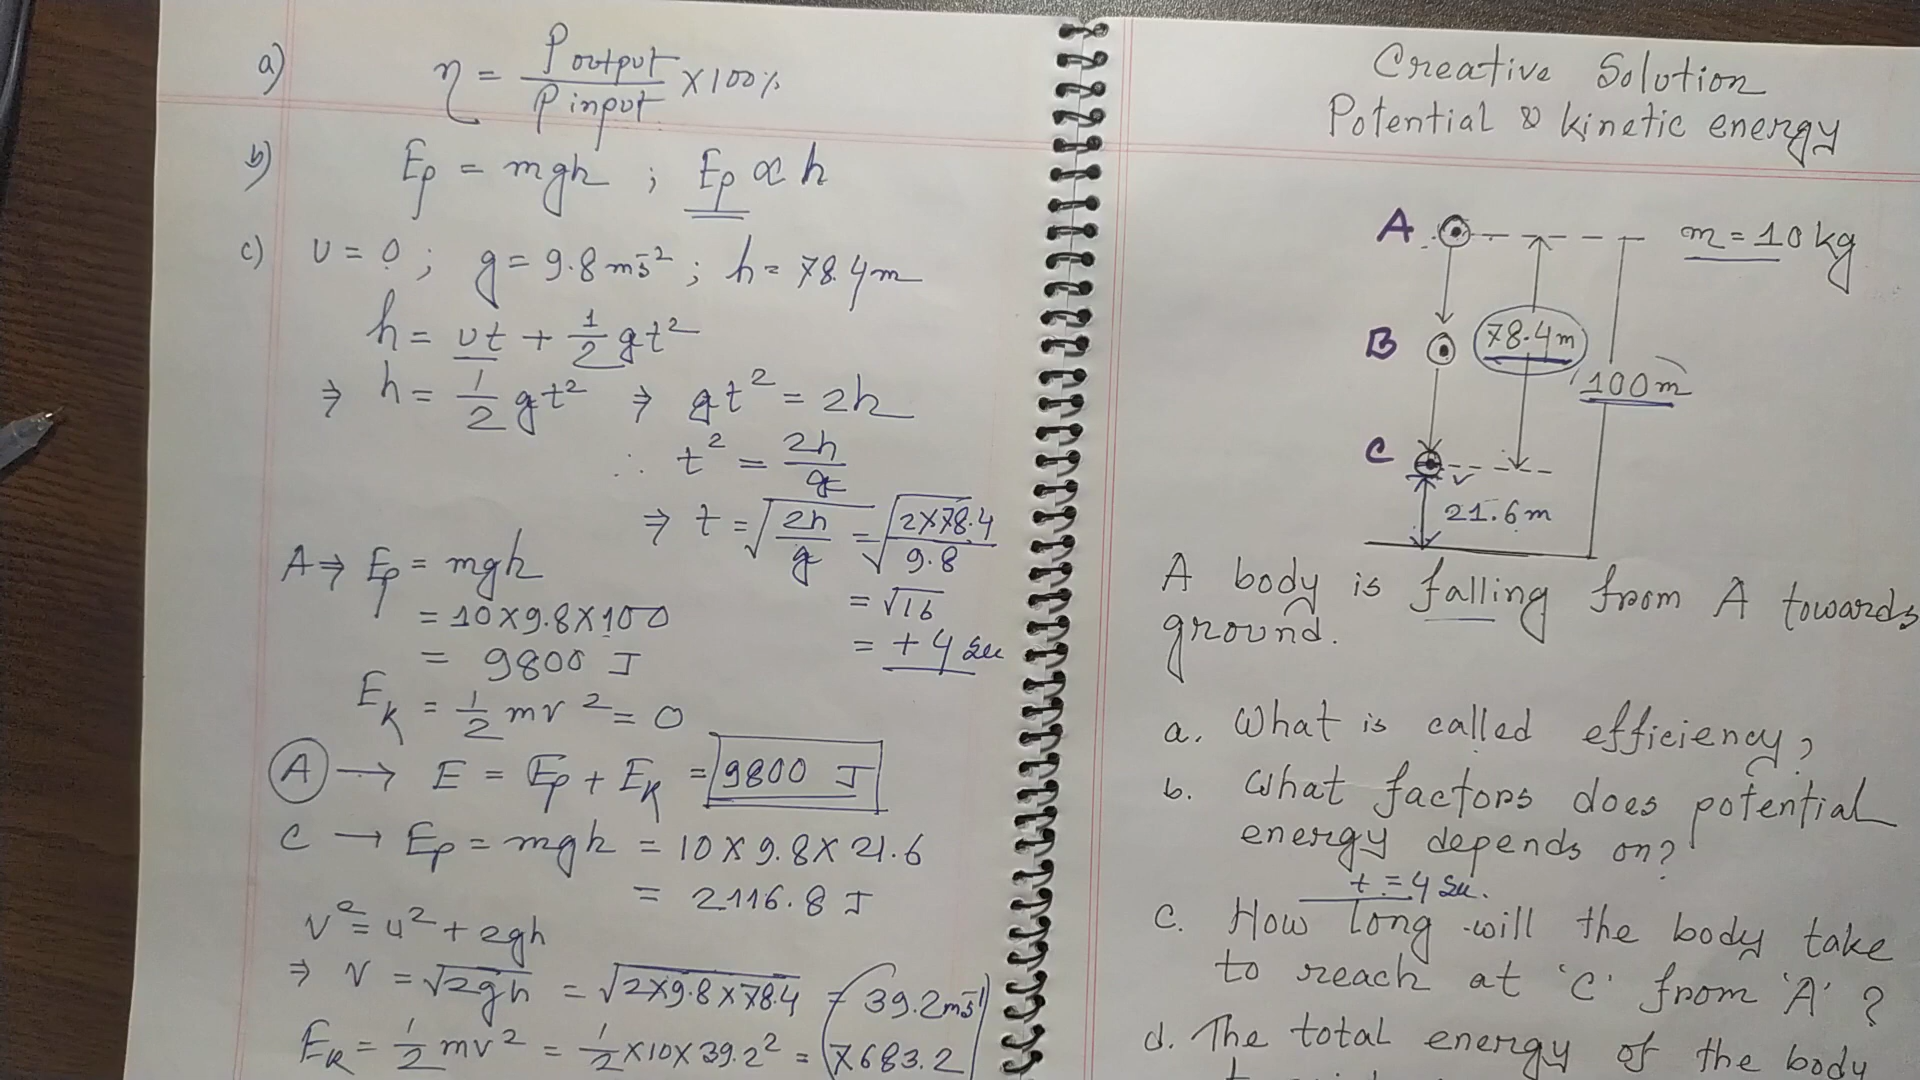 a) η = P output / P input × 100%
b) Ep = mgh ; Ep ∝ h
c) u = 0 ; g = 9.8 ms⁻² ; h = 78.4m
h = ut + 1/2 gt²
⇒ h = 1/2 gt² ⇒ gt² = 2h
∴ t² = 2h/g
⇒ t = √(2h/g) = √(2×78.4/9.8)
= √16
= + 4 sec
A ⇒ Ep = mgh
= 10×9.8×100
= 9800 J
EK = 1/2 mv² = 0
A → E = Ep + EK = 9800 J
C → Ep = mgh = 10×9.8×21.6
= 2116.8 J
v² = u² + 2gh
⇒ v = √2gh = √2×9.8×78.4 = 39.2ms⁻¹
EK = 1/2 mv² = 1/2 ×10×39.2² = 7683.2
Creative Solution
Potential & kinetic energy
A m = 10kg
B 78.4m
100m
C v
21.6m
A body is falling from A towards
ground.
a. What is called efficiency?
b. What factors does potential
energy depends on?
t = 4 sec.
c. How long will the body take
to reach at 'C' from 'A' ?
d. The total energy of the body